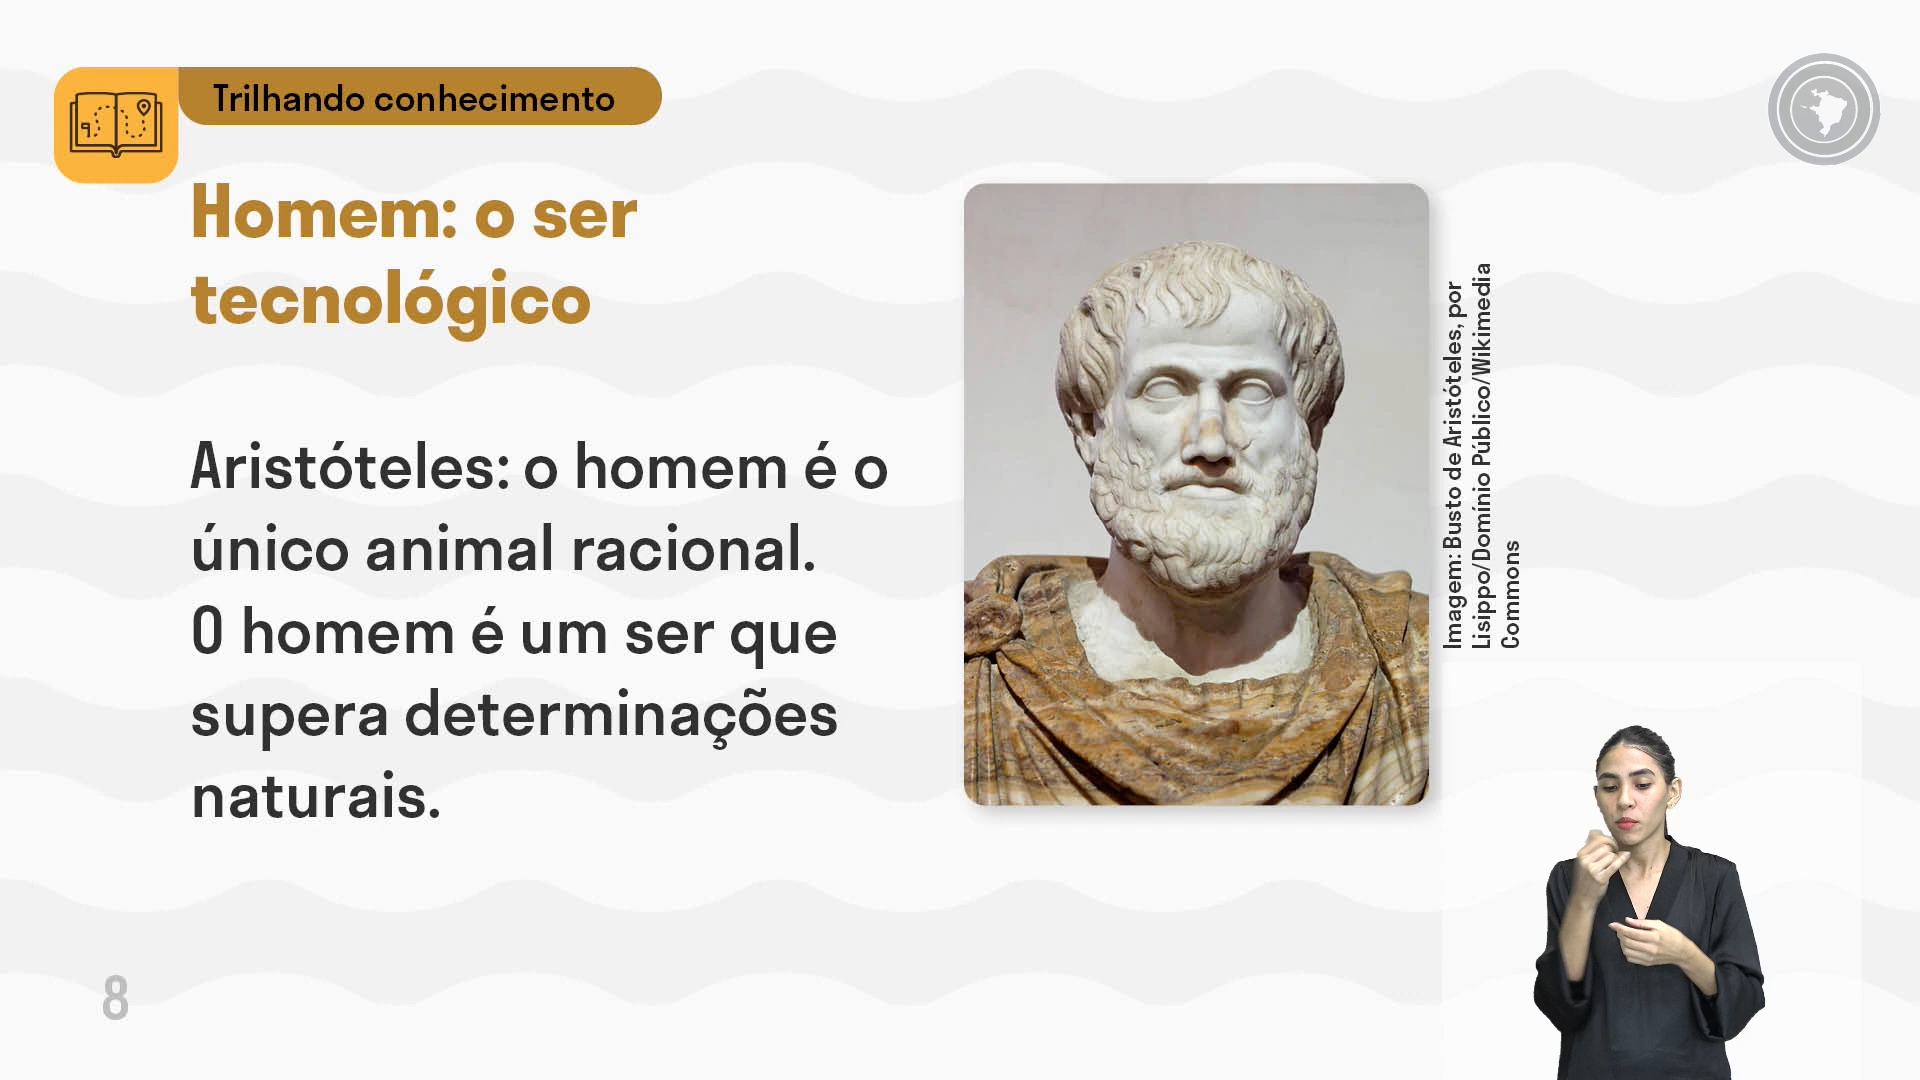 Trilhando conhecimento
Homem: o ser
tecnológico
Aristóteles: o homem é o
único animal racional.
O homem é um ser que
supera determinações
naturais.
Imagem: Busto de Aristóteles, por
Lisippo/Domínio Público/Wikimedia
Commons
8